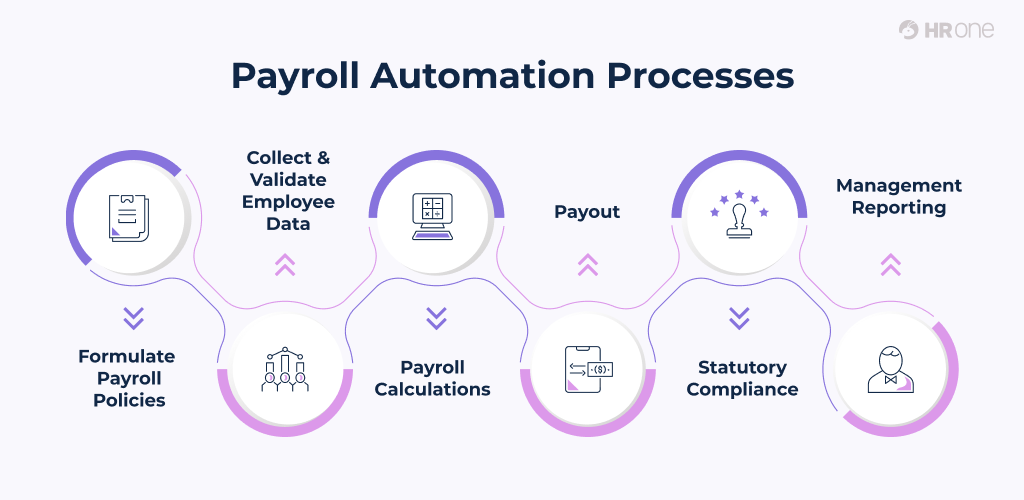 HR one
Payroll Automation Processes
Formulate
Payroll
Policies
Collect &
Validate
Employee
Data
Payroll
Calculations
Payout
($)
Statutory
Compliance
Management
Reporting